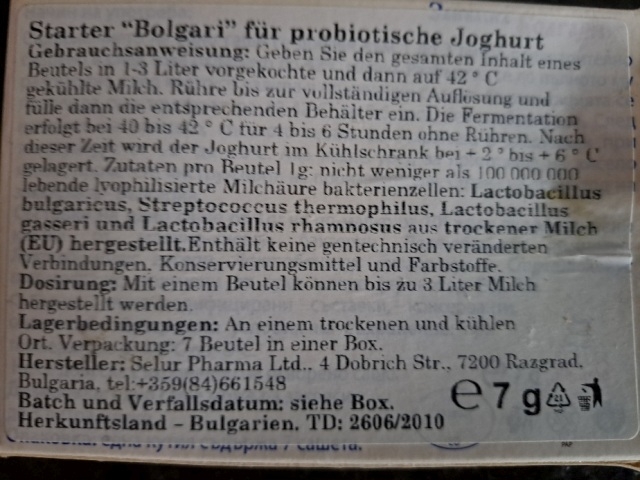 Starter "Bolgari" für probiotische Joghurt
Gebrauchsanweisung: Geben Sie den gesamten Inhalt eines
Beutels in 1-3 Liter vorgekochte und dann auf 42 ° C
gekühlte Milch. Rühre bis zur vollständigen Auflösung und
fülle dann die entsprechenden Behälter ein. Die Fermentation
erfolgt bei 40 bis 42 ° C für 4 bis 6 Stunden ohne Rühren. Nach
dieser Zeit wird der Joghurt im Kühlschrank bei + 2 ° bis + 6 ° C
gelagert. Zutaten pro Beutel 1g: nicht weniger als 100 000 000
lebende lyophilisierte Milchäure bakterienzellen: Lactobacillus
bulgaricus, Streptococcus thermophilus, Lactobacillus
gasseri und Lactobacillus rhamnosus aus trockener Milch
(EU) hergestellt.Enthält keine gentechnisch veränderten
Verbindungen. Konservierungsmittel und Farbstoffe.
Dosirung: Mit einem Beutel können bis zu 3 Liter Milch
hergestellt werden.
Lagerbedingungen: An einem trockenen und kühlen
Ort. Verpackung: 7 Beutel in einer Box.
Hersteller: Selur Pharma Ltd., 4 Dobrich Str., 7200 Razgrad.
Bulgaria, tel:+359(84)661548
Batch und Verfallsdatum: siehe Box.
Herkunftsland - Bulgarien. TD: 2606/2010
e 7 g